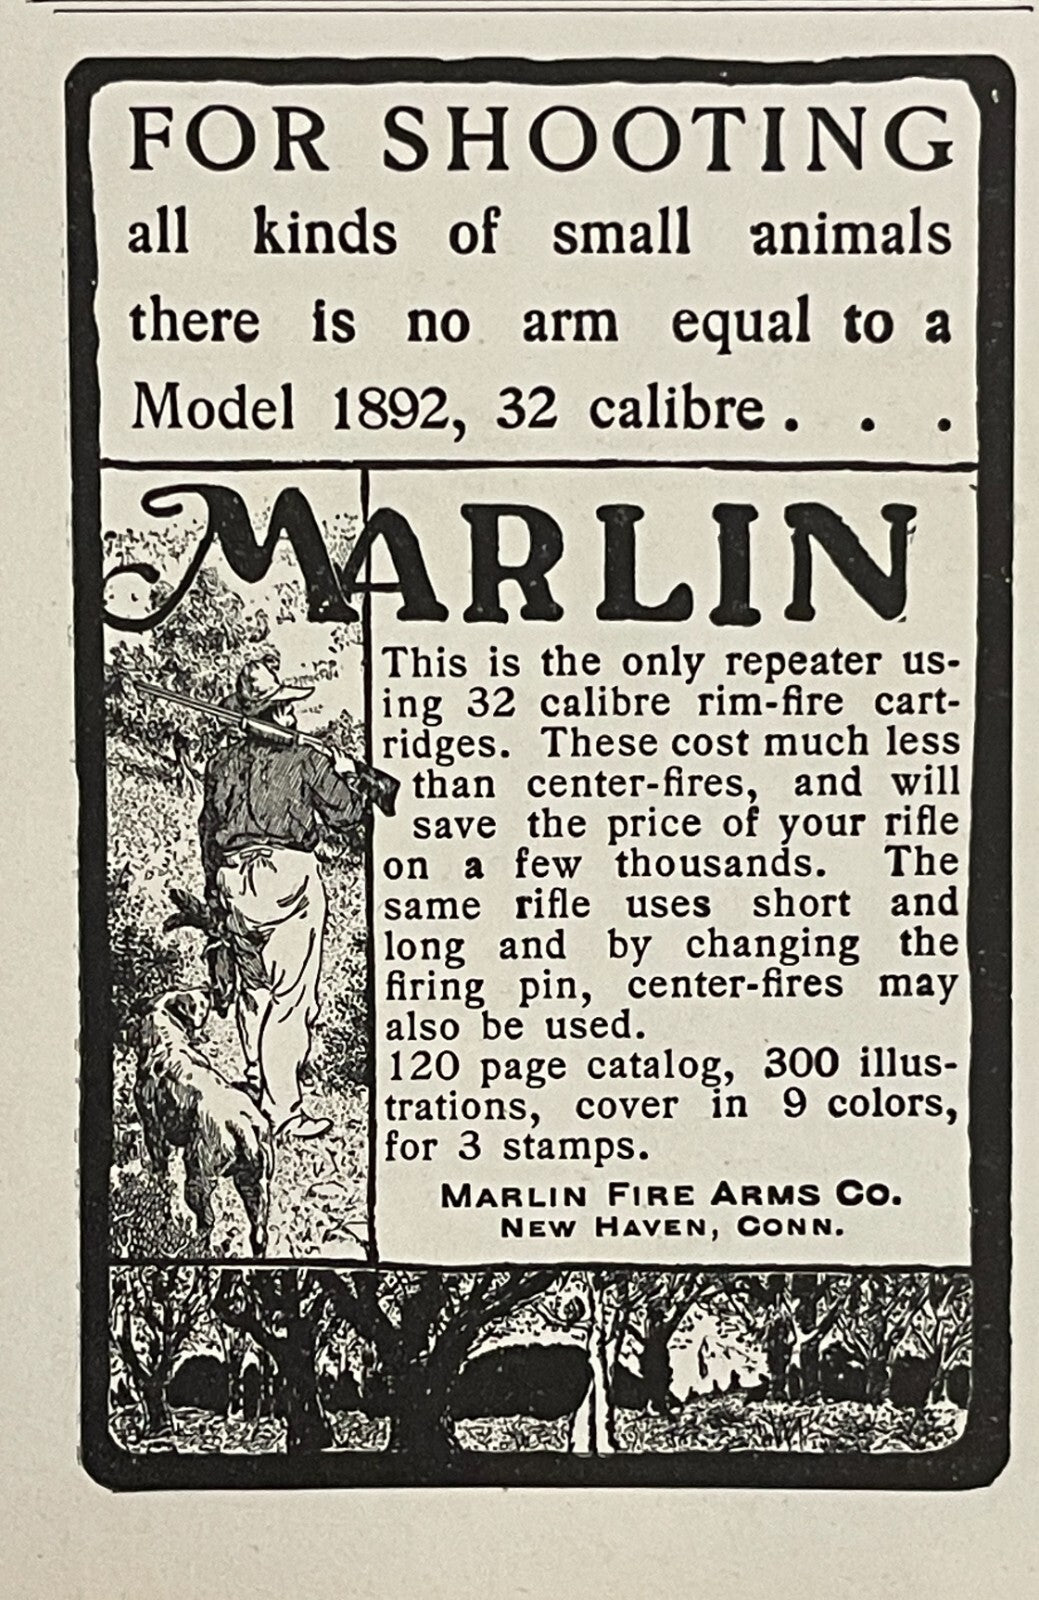 FOR SHOOTING
all kinds of small animals
there is no arm equal to a
Model 1892, 32 calibre . . .
MARLIN
This is the only repeater us-
ing 32 calibre rim-fire cart-
ridges. These cost much less
than center-fires, and will
save the price of your rifle
on a few thousands. The
same rifle uses short and
long and by changing the
firing pin, center-fires may
also be used.
120 page catalog, 300 illus-
trations, cover in 9 colors,
for 3 stamps.
MARLIN FIRE ARMS CO.
NEW HAVEN, CONN.